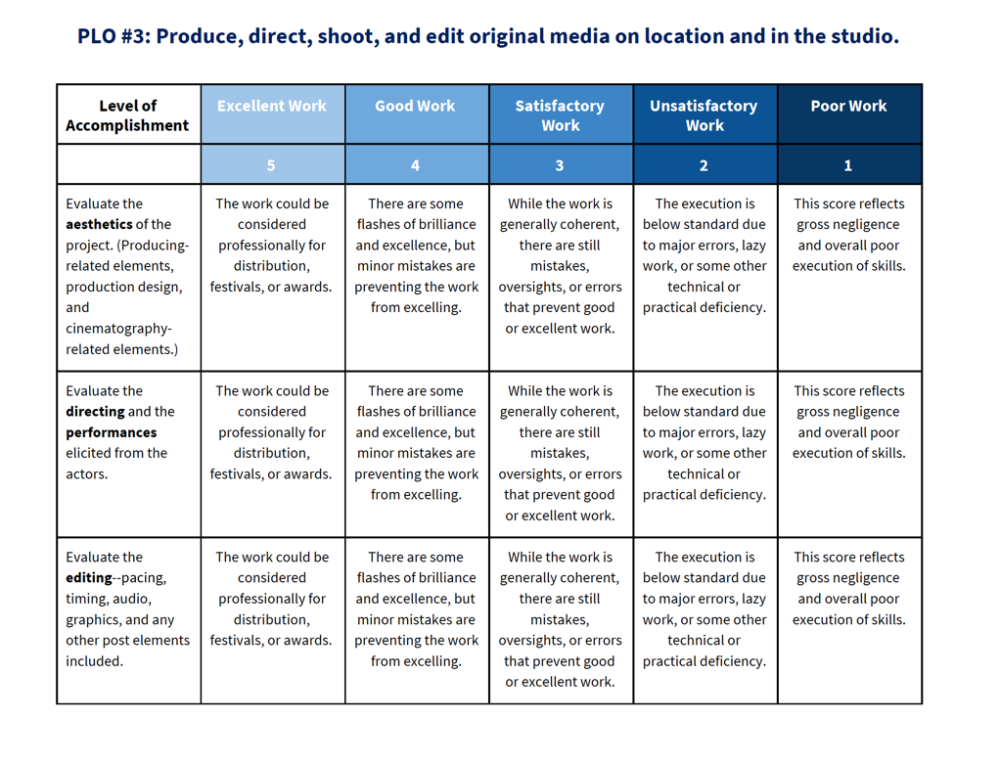 PLO #3: Produce, direct, shoot, and edit original media on location and in the studio.
Level of
Accomplishment
Excellent Work
Good Work
Satisfactory
Work
Unsatisfactory
Work
Poor Work
5
4
3
2
1
Evaluate the
aesthetics of the
project. (Producing-
related elements,
production design,
and
cinematography-
related elements.)
The work could be
considered
professionally for
distribution,
festivals, or awards.
There are some
flashes of brilliance
and excellence, but
minor mistakes are
preventing the work
from excelling.
While the work is
generally coherent,
there are still
mistakes,
oversights, or errors
that prevent good
or excellent work.
The execution is
below standard due
to major errors, lazy
work, or some other
technical or
practical deficiency.
This score reflects
gross negligence
and overall poor
execution of skills.
Evaluate the
directing and the
performances
elicited from the
actors.
The work could be
considered
professionally for
distribution,
festivals, or awards.
There are some
flashes of brilliance
and excellence, but
minor mistakes are
preventing the work
from excelling.
While the work is
generally coherent,
there are still
mistakes,
oversights, or errors
that prevent good
or excellent work.
The execution is
below standard due
to major errors, lazy
work, or some other
technical or
practical deficiency.
This score reflects
gross negligence
and overall poor
execution of skills.
Evaluate the
editing--pacing,
timing, audio,
graphics, and any
other post elements
included.
The work could be
considered
professionally for
distribution,
festivals, or awards.
There are some
flashes of brilliance
and excellence, but
minor mistakes are
preventing the work
from excelling.
While the work is
generally coherent,
there are still
mistakes,
oversights, or errors
that prevent good
or excellent work.
The execution is
below standard due
to major errors, lazy
work, or some other
technical or
practical deficiency.
This score reflects
gross negligence
and overall poor
execution of skills.